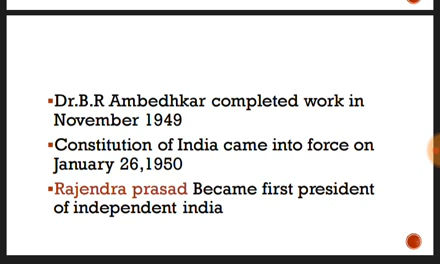 ▪Dr.B.R Ambedhkar completed work in
November 1949
▪Constitution of India came into force on
January 26,1950
▪Rajendra prasad Became first president
of independent india